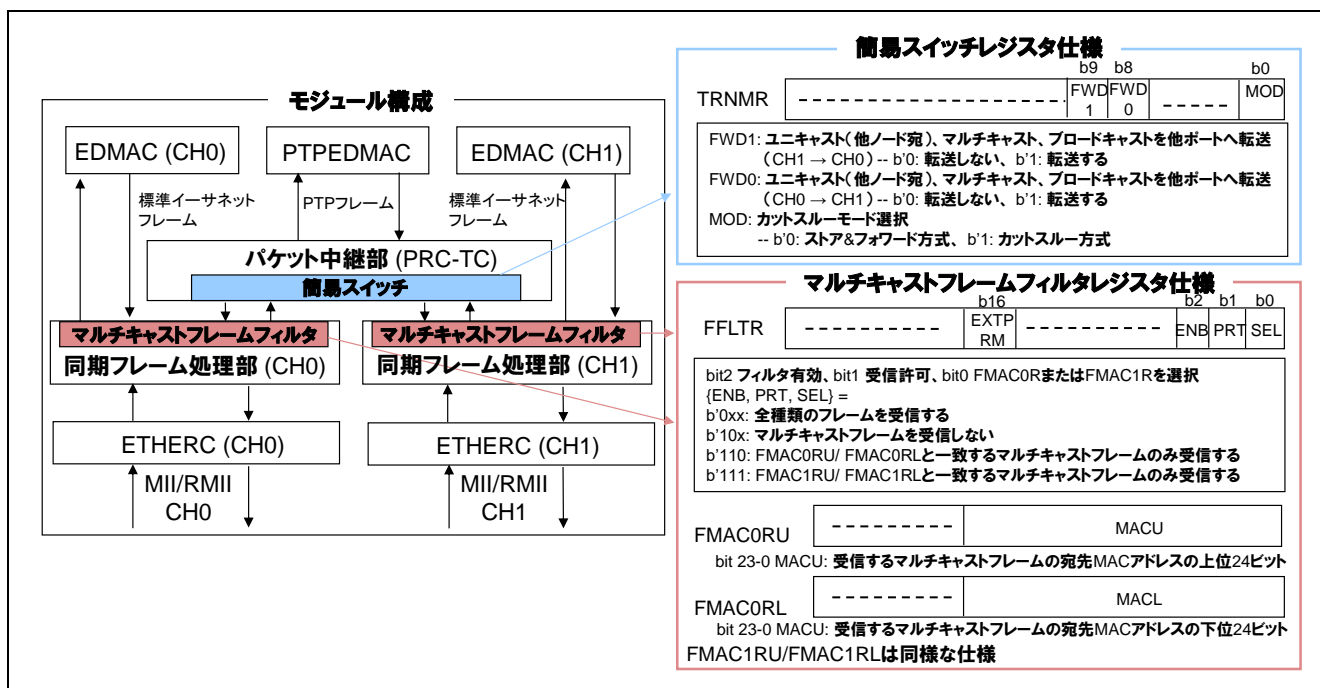 モジュール構成
EDMAC (CH0)
PTPEDMAC
EDMAC (CH1)
標準イーサネット
フレーム
PTPフレーム
標準イーサネット
フレーム
パケット中継部 (PRC-TC)
簡易スイッチ
マルチキャストフレームフィルタ
マルチキャストフレームフィルタ
同期フレーム処理部 (CH0)
同期フレーム処理部 (CH1)
ETHERC (CH0)
ETHERC (CH1)
MII/RMII
CH0
MII/RMII
CH1
簡易スイッチレジスタ仕様
b9 b8 b0
TRNMR
FWD
1
FWD
0
MOD
FWD1: ユニキャスト(他ノード宛)、マルチキャスト、ブロードキャストを他ポートへ転送
(CH1 → CH0) -- b'0: 転送しない、b'1: 転送する
FWD0: ユニキャスト(他ノード宛)、マルチキャスト、ブロードキャストを他ポートへ転送
(CH0 → CH1) -- b'0: 転送しない、b'1: 転送する
MOD: カットスルーモード選択
-- b'0: ストア&フォワード方式、b'1: カットスルー方式
マルチキャストフレームフィルタレジスタ仕様
b16 b2 b1 b0
FFLTR
EXTP
RM
ENB PRT SEL
bit2 フィルタ有効、bit1 受信許可、bit0 FMAC0RまたはFMAC1Rを選択
{ENB, PRT, SEL} =
b'0xx: 全種類のフレームを受信する
b'10x: マルチキャストフレームを受信しない
b'110: FMAC0RU/ FMAC0RLと一致するマルチキャストフレームのみ受信する
b'111: FMAC1RU/ FMAC1RLと一致するマルチキャストフレームのみ受信する
FMAC0RU
MACU
bit 23-0 MACU: 受信するマルチキャストフレームの宛先MACアドレスの上位24ビット
FMAC0RL
MACL
bit 23-0 MACU: 受信するマルチキャストフレームの宛先MACアドレスの下位24ビット
FMAC1RU/FMAC1RLは同様な仕様